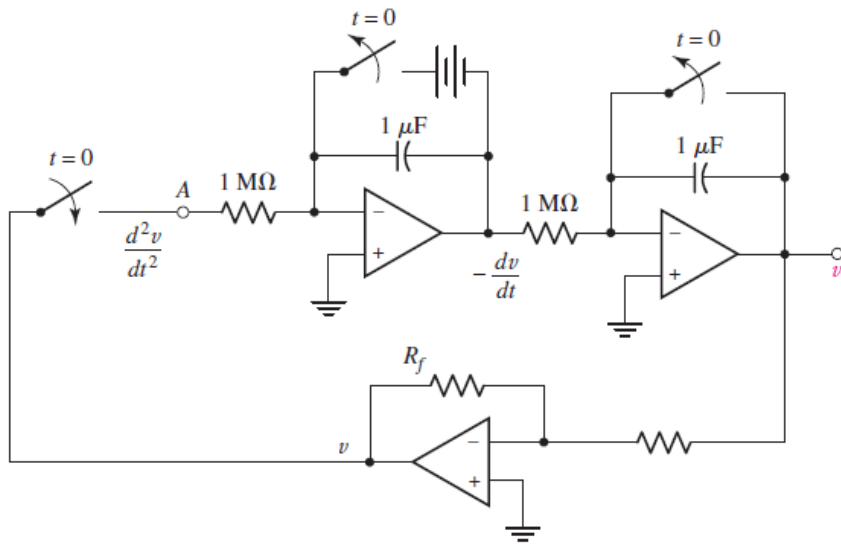 t = 0
t = 0
1 μF
1 μF
t = 0
A
1 MΩ
1 MΩ
−
+
−
+
d²v
dt²
− dv
dt
v
R_f
v
−
+